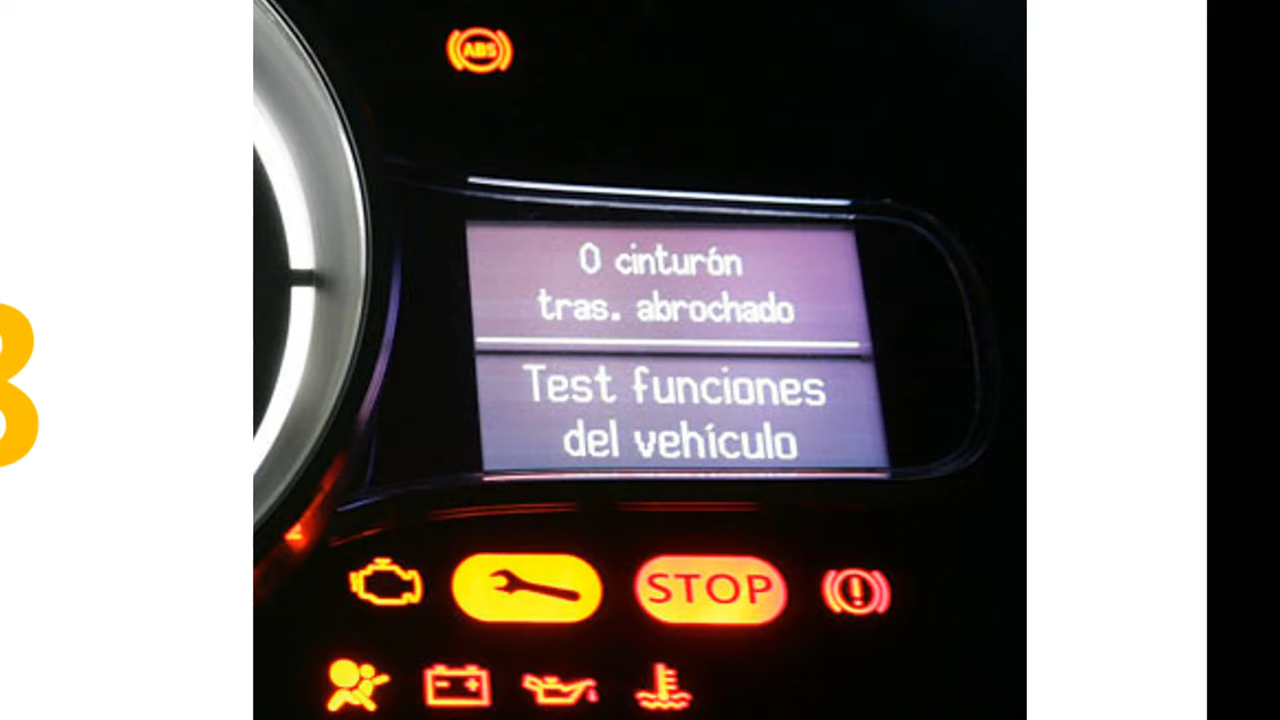 ABS
0 cinturón
tras. abrochado
Test funciones
del vehículo
STOP